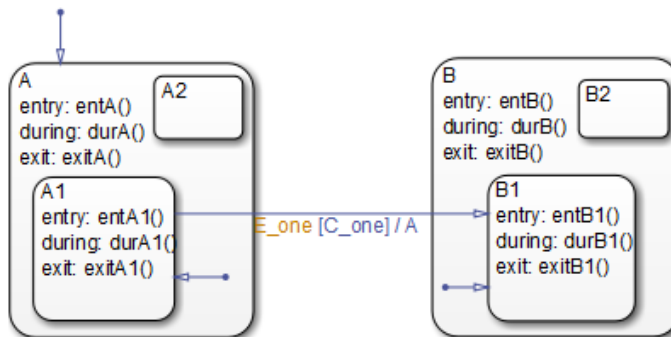 A
entry: entA()
during: durA()
exit: exitA()
A2
A1
entry: entA1()
during: durA1()
exit: exitA1()
E_one [C_one] / A
B
entry: entB()
during: durB()
exit: exitB()
B2
B1
entry: entB1()
during: durB1()
exit: exitB1()